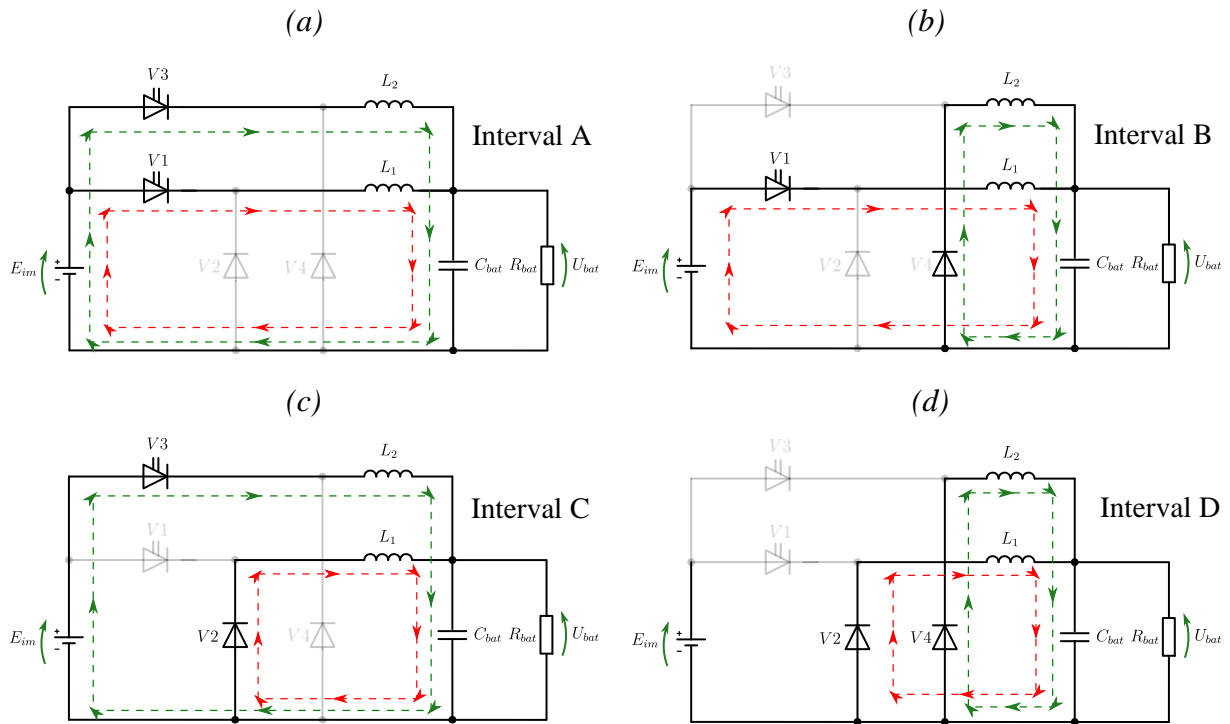 (a)
V3
L2
Interval A
V1
L1
+
-
Eim
V2
V4
Cbat
Rbat
Ubat
(b)
V3
L2
Interval B
V1
L1
+
-
Eim
V2
V4
Cbat
Rbat
Ubat
(c)
V3
L2
Interval C
V1
L1
+
-
Eim
V2
V4
Cbat
Rbat
Ubat
(d)
V3
L2
Interval D
V1
L1
+
-
Eim
V2
V4
Cbat
Rbat
Ubat